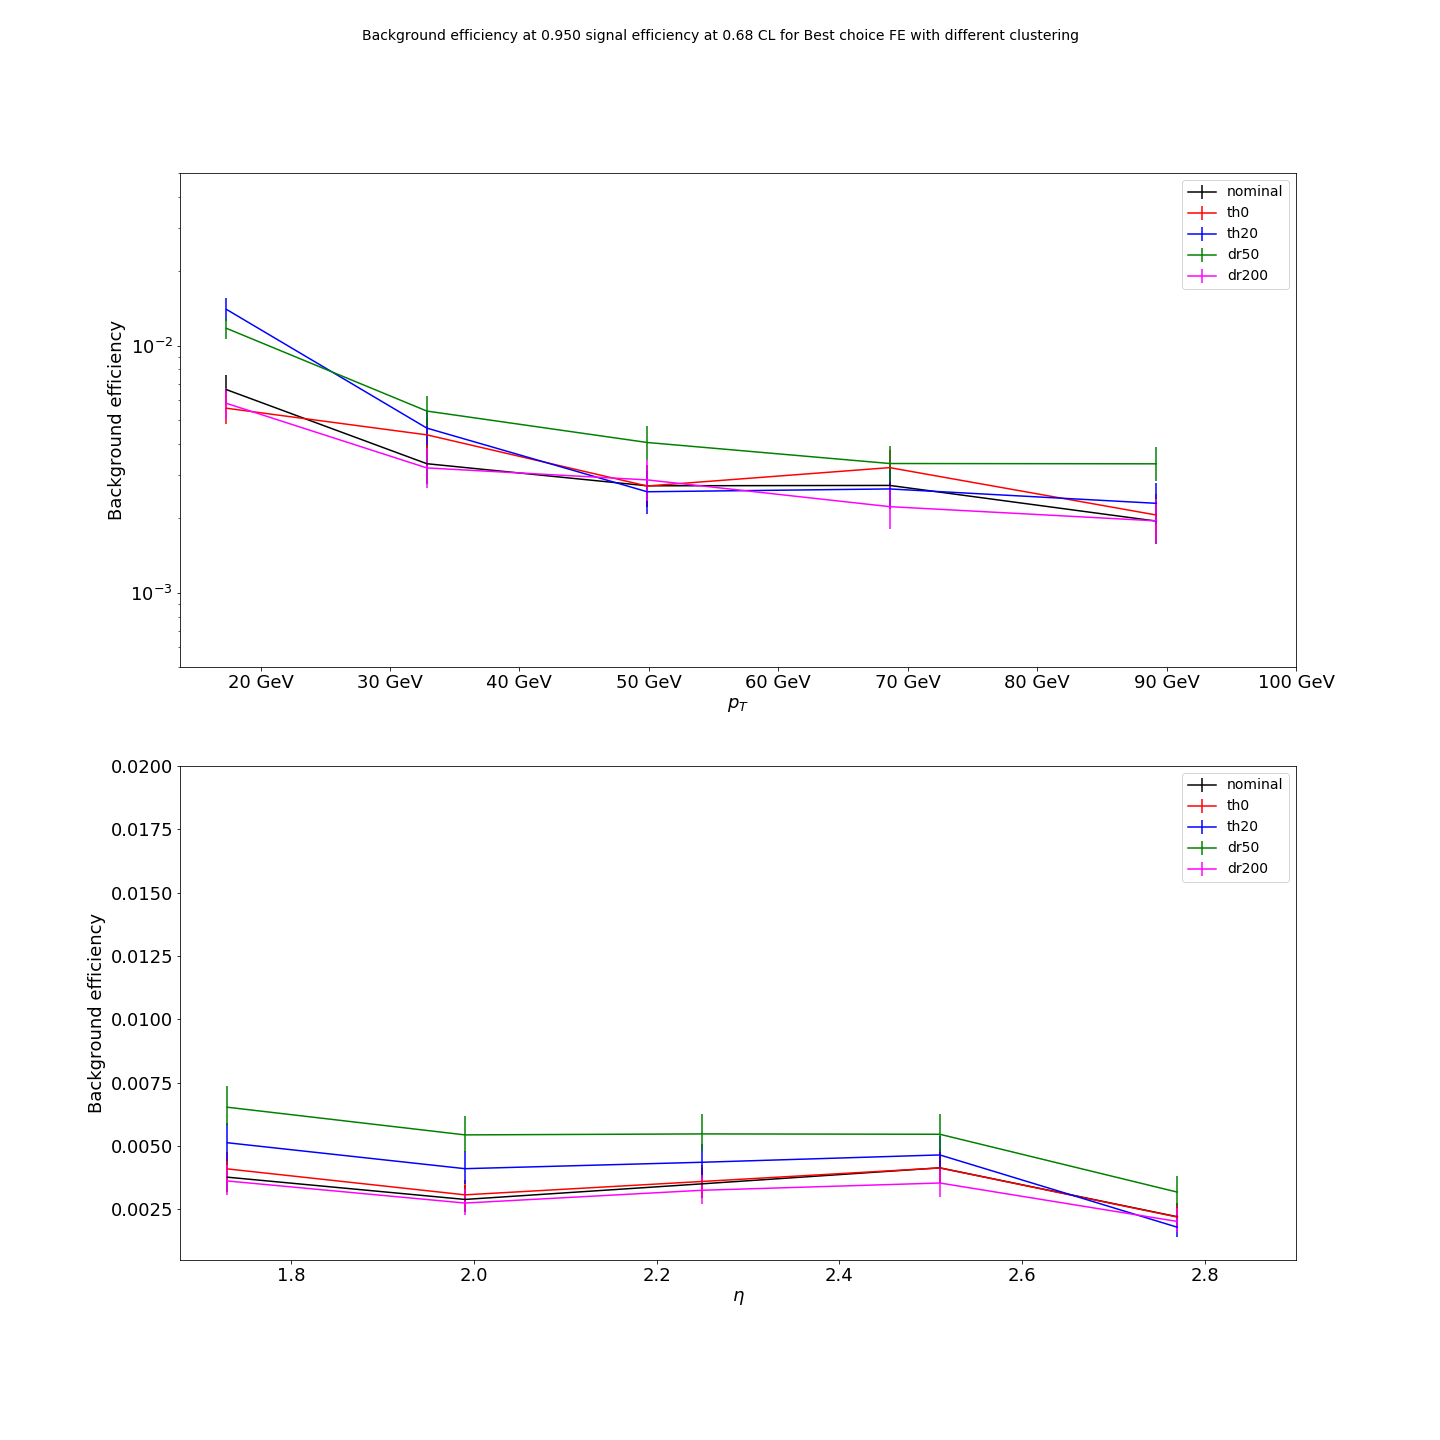 Background efficiency at 0.950 signal efficiency at 0.68 CL for Best choice FE with different clustering
nominal
th0
th20
dr50
dr200
Background efficiency
10⁻²
10⁻³
20 GeV 30 GeV 40 GeV 50 GeV 60 GeV 70 GeV 80 GeV 90 GeV 100 GeV
p_T
nominal
th0
th20
dr50
dr200
Background efficiency
0.0200
0.0175
0.0150
0.0125
0.0100
0.0075
0.0050
0.0025
1.8 2.0 2.2 2.4 2.6 2.8
η